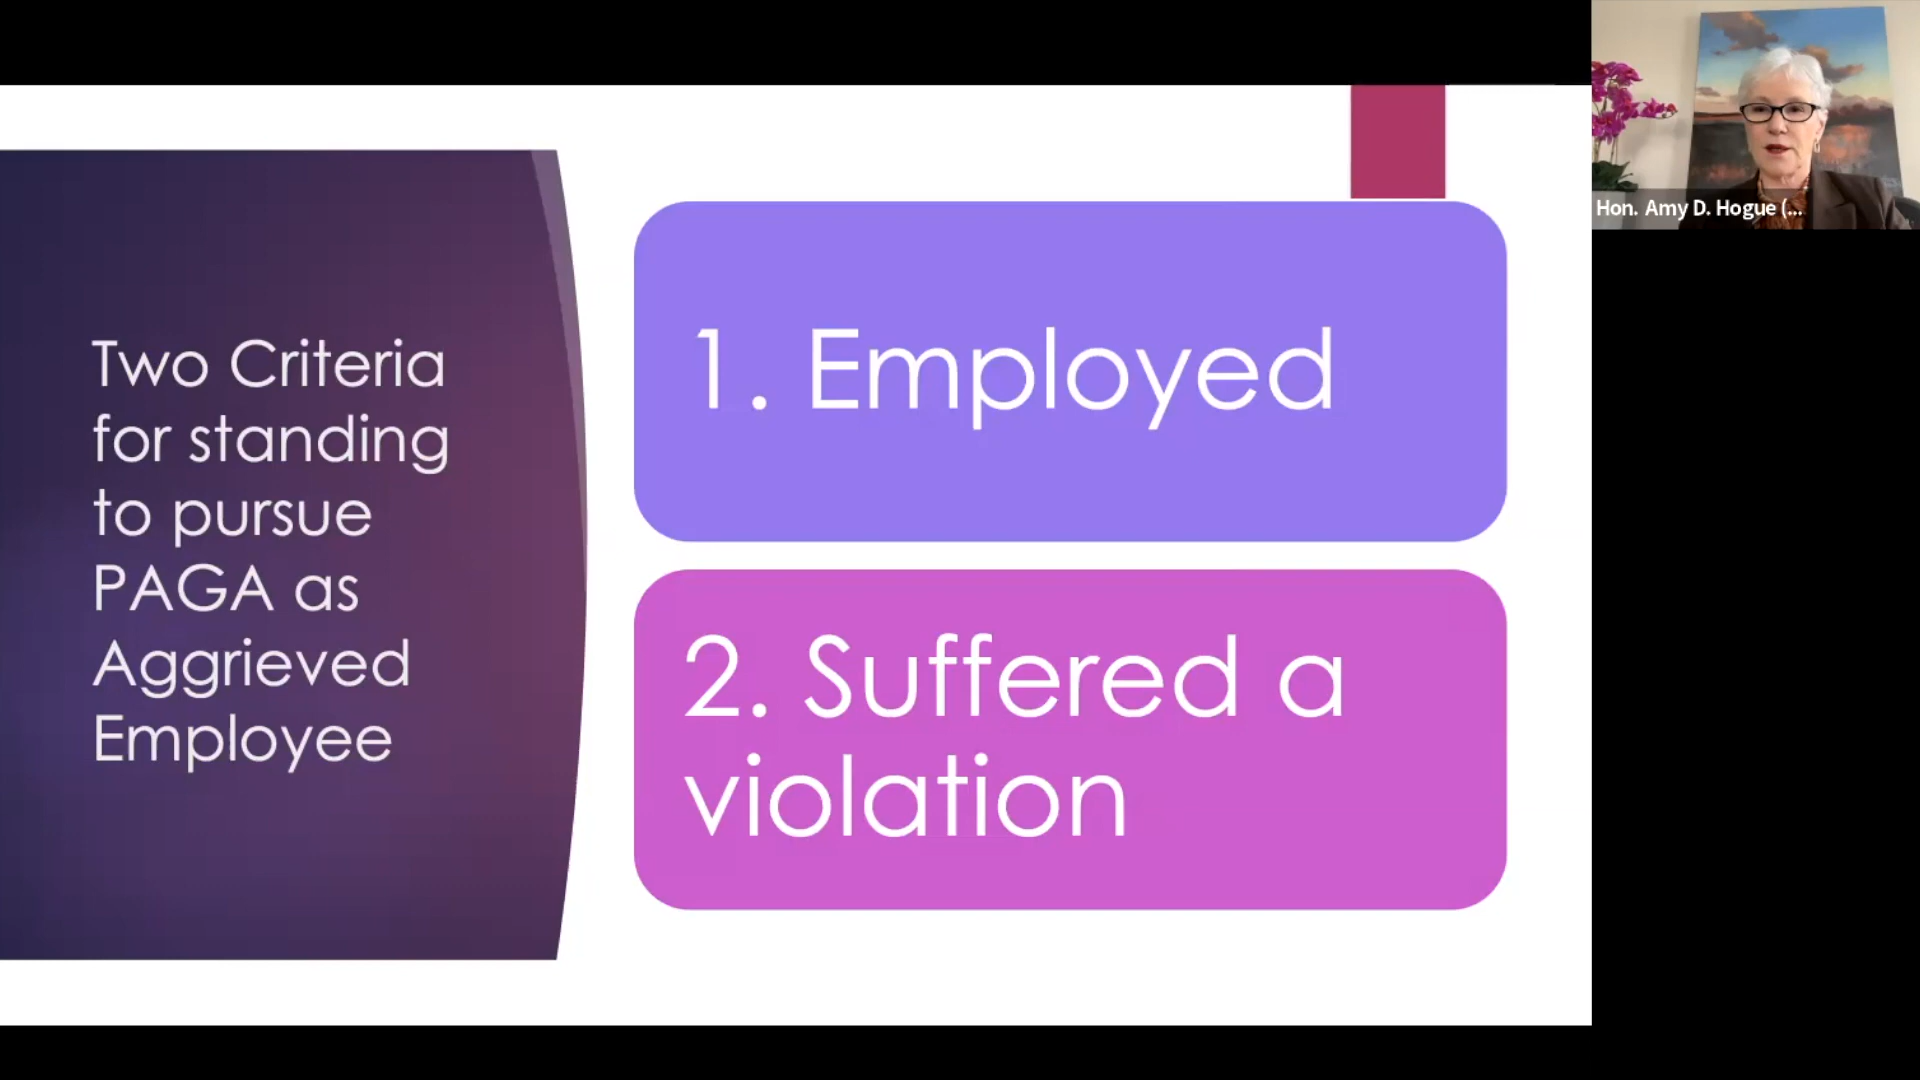 Two Criteria
for standing
to pursue
PAGA as
Aggrieved
Employee
1. Employed
2. Suffered a
violation
Hon. Amy D. Hogue (...